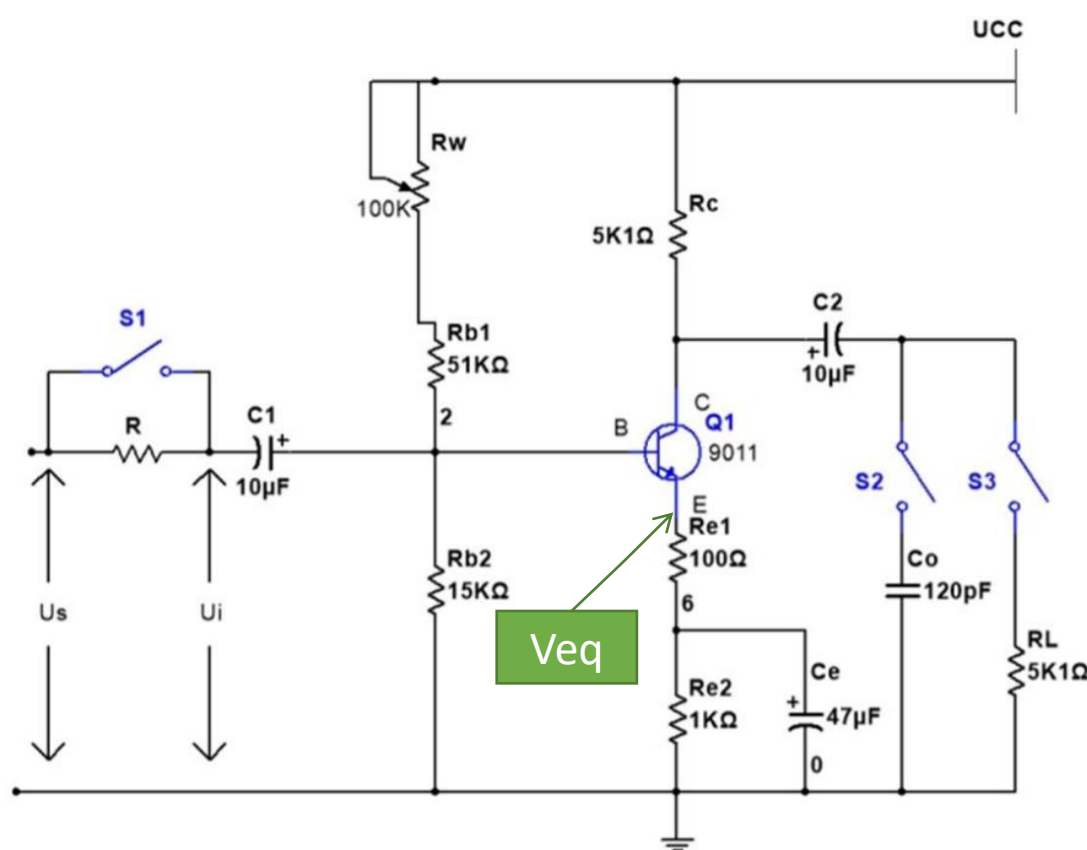 UCC
Rw
100K
Rc
5K1Ω
S1
R
C1
+
10µF
Rb1
51KΩ
2
B
C
Q1
9011
E
C2
+
10µF
S2
S3
Re1
100Ω
6
Rb2
15KΩ
Veq
Us
Ui
Re2
1KΩ
Ce
+
47µF
0
Co
120pF
RL
5K1Ω